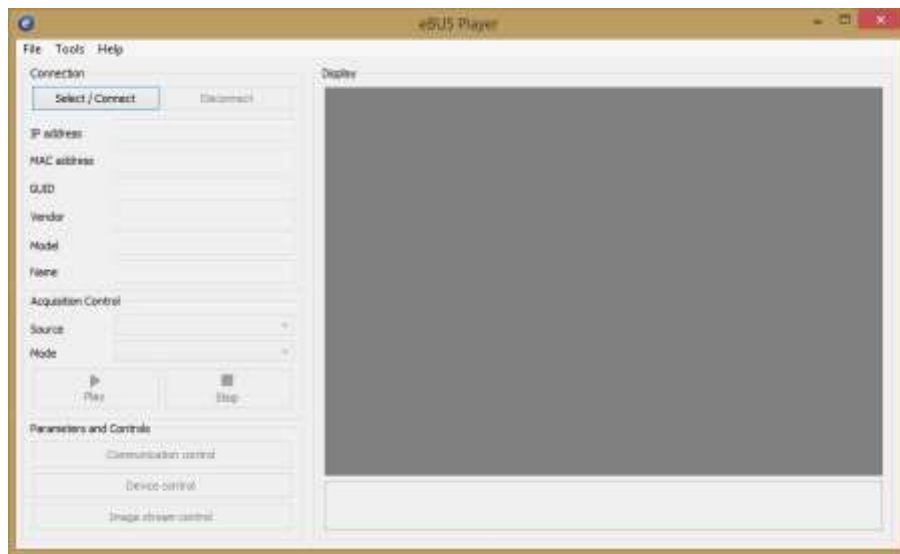 eBUS Player
File Tools Help
Connection
Select / Connect
Disconnect
IP address
MAC address
GUID
Vendor
Model
Name
Acquisition Control
Source
Mode
Play
Stop
Parameters and Controls
Communication control
Device control
Image stream control
Display